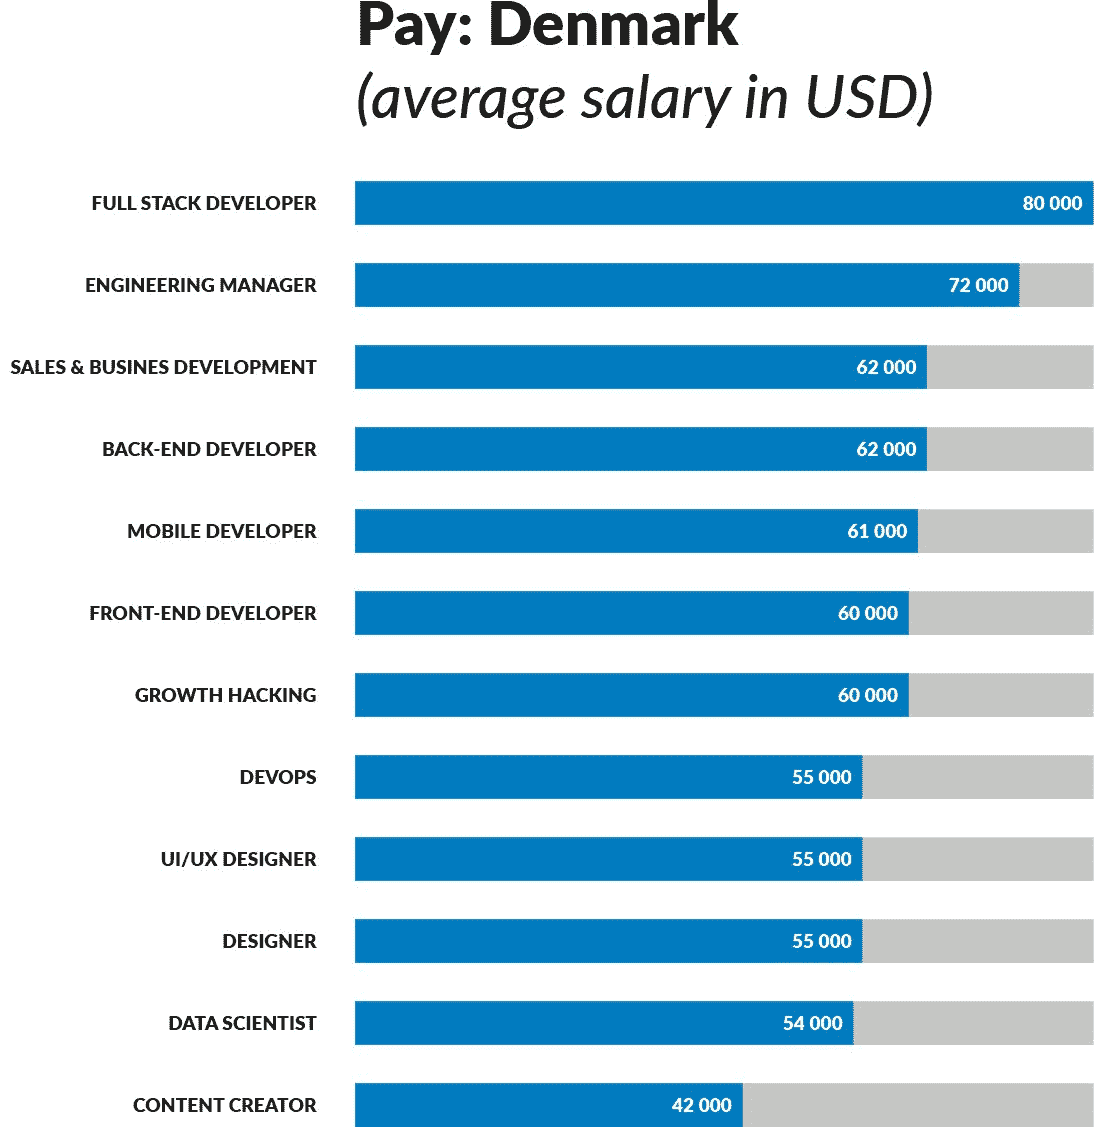 Pay: Denmark
(average salary in USD)
FULL STACK DEVELOPER 80 000
ENGINEERING MANAGER 72 000
SALES & BUSINES DEVELOPMENT 62 000
BACK-END DEVELOPER 62 000
MOBILE DEVELOPER 61 000
FRONT-END DEVELOPER 60 000
GROWTH HACKING 60 000
DEVOPS 55 000
UI/UX DESIGNER 55 000
DESIGNER 55 000
DATA SCIENTIST 54 000
CONTENT CREATOR 42 000